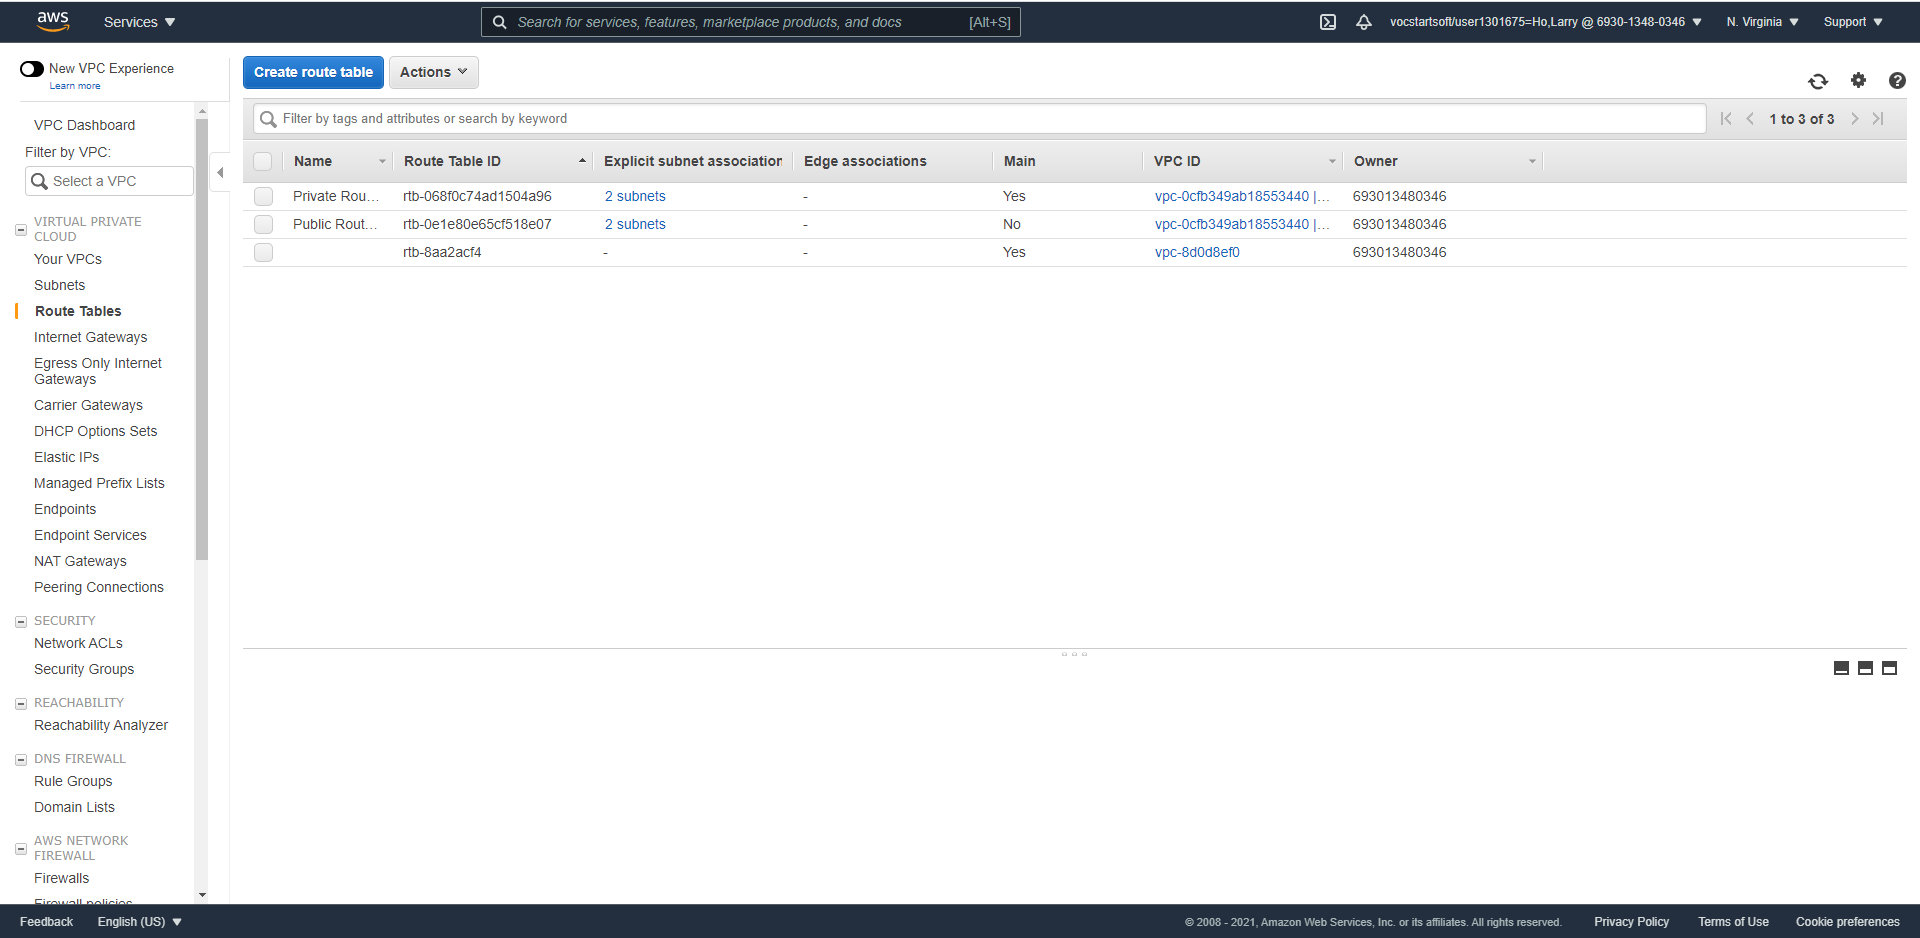 aws
Services
Search for services, features, marketplace products, and docs
[Alt+S]
vocstartsoft/user1301675=Ho,Larry @ 6930-1348-0346
N. Virginia
Support
New VPC Experience
Learn more
VPC Dashboard
Filter by VPC:
Select a VPC
VIRTUAL PRIVATE
CLOUD
Your VPCs
Subnets
Route Tables
Internet Gateways
Egress Only Internet
Gateways
Carrier Gateways
DHCP Options Sets
Elastic IPs
Managed Prefix Lists
Endpoints
Endpoint Services
NAT Gateways
Peering Connections
SECURITY
Network ACLs
Security Groups
REACHABILITY
Reachability Analyzer
DNS FIREWALL
Rule Groups
Domain Lists
AWS NETWORK
FIREWALL
Firewalls
Firewall policies
Create route table
Actions
Filter by tags and attributes or search by keyword
1 to 3 of 3
Name Route Table ID Explicit subnet association Edge associations Main VPC ID Owner
Private Rou... rtb-068f0c74ad1504a96 2 subnets - Yes vpc-0cfb349ab18553440 |... 693013480346
Public Rout... rtb-0e1e80e65cf518e07 2 subnets - No vpc-0cfb349ab18553440 |... 693013480346
rtb-8aa2acf4 - - Yes vpc-8d0d8ef0 693013480346
Feedback
English (US)
© 2008 - 2021, Amazon Web Services, Inc. or its affiliates. All rights reserved.
Privacy Policy
Terms of Use
Cookie preferences